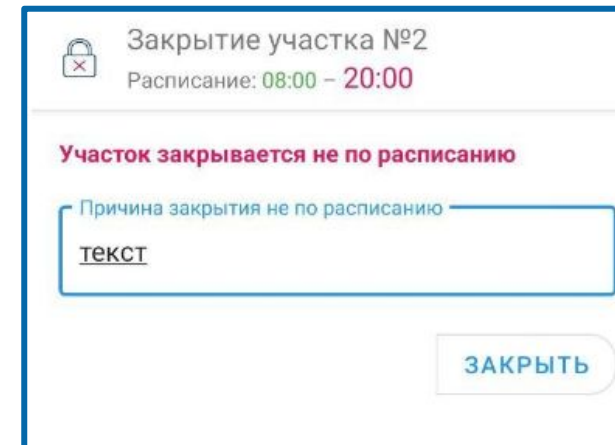 Закрытие участка №2
Расписание: 08:00 – 20:00
Участок закрывается не по расписанию
Причина закрытия не по расписанию
текст
ЗАКРЫТЬ